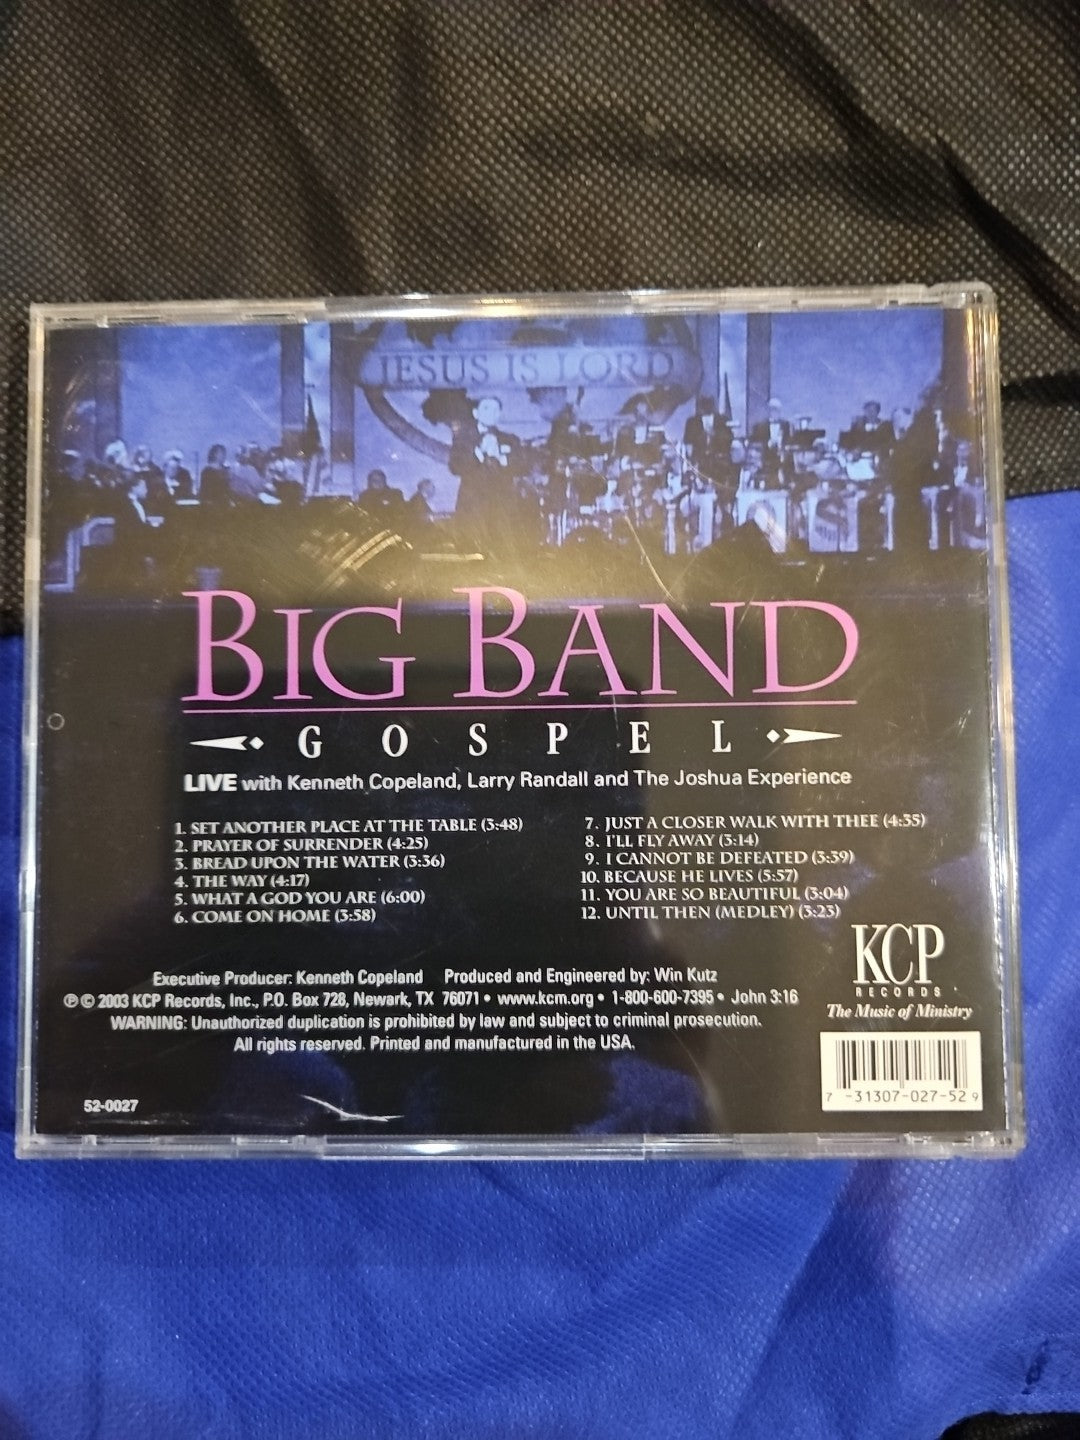 JESUS IS LORD
BIG BAND
GOSPEL
LIVE with Kenneth Copeland, Larry Randall and The Joshua Experience
1. SET ANOTHER PLACE AT THE TABLE (3:48)
2. PRAYER OF SURRENDER (4:25)
3. BREAD UPON THE WATER (3:36)
4. THE WAY (4:17)
5. WHAT A GOD YOU ARE (6:00)
6. COME ON HOME (3:58)
7. JUST A CLOSER WALK WITH THEE (4:35)
8. I'LL FLY AWAY (3:14)
9. I CANNOT BE DEFEATED (3:39)
10. BECAUSE HE LIVES (5:57)
11. YOU ARE SO BEAUTIFUL (3:04)
12. UNTIL THEN (MEDLEY) (3:23)
Executive Producer: Kenneth Copeland Produced and Engineered by: Win Kutz
℗ © 2003 KCP Records, Inc., P.O. Box 728, Newark, TX 76071 • www.kcm.org • 1-800-600-7395 • John 3:16
WARNING: Unauthorized duplication is prohibited by law and subject to criminal prosecution.
All rights reserved. Printed and manufactured in the USA.
KCP
RECORDS
The Music of Ministry
7 -31307-027-52 9
52-0027